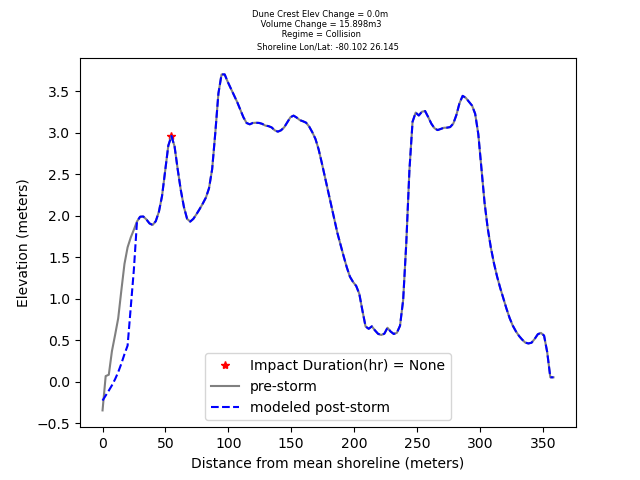 Dune Crest Elev Change = 0.0m
Volume Change = 15.898m3
Regime = Collision
Shoreline Lon/Lat: -80.102 26.145
Elevation (meters)
3.5
3.0
2.5
2.0
1.5
1.0
0.5
0.0
−0.5
Impact Duration(hr) = None
pre-storm
modeled post-storm
0 50 100 150 200 250 300 350
Distance from mean shoreline (meters)